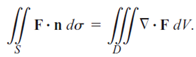 ∬_S F · n dσ = ∭_D ∇ · F dV.